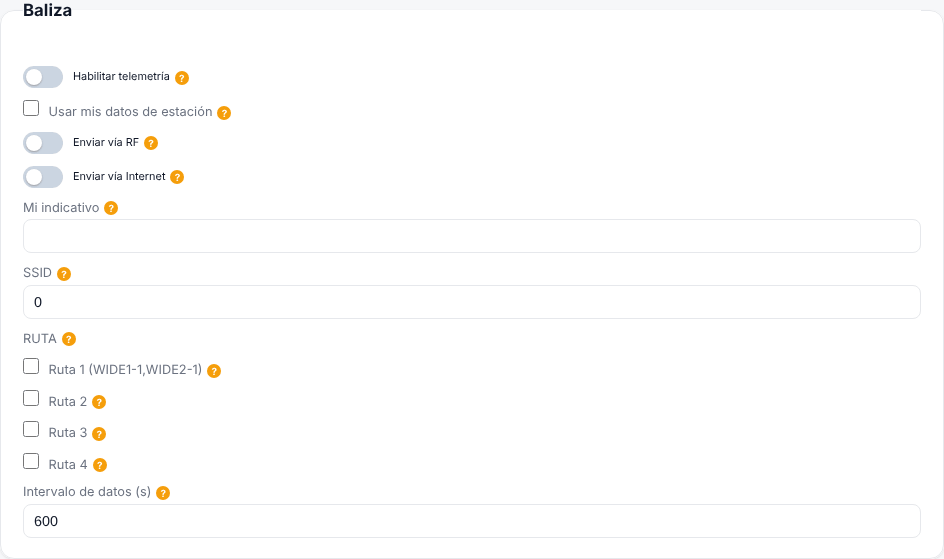 Baliza
Habilitar telemetría ?
Usar mis datos de estación ?
Enviar vía RF ?
Enviar vía Internet ?
Mi indicativo ?
SSID ?
0
RUTA ?
Ruta 1 (WIDE1-1,WIDE2-1) ?
Ruta 2 ?
Ruta 3 ?
Ruta 4 ?
Intervalo de datos (s) ?
600